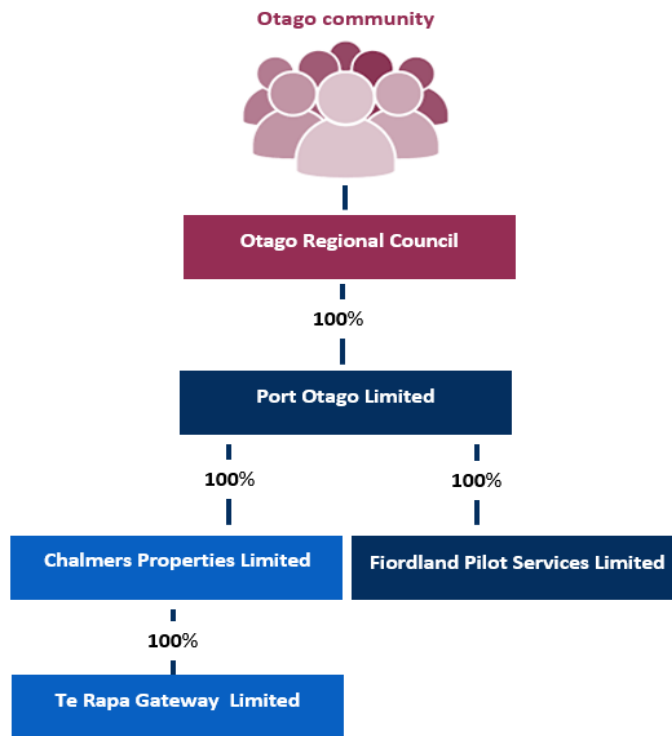 Otago community
Otago Regional Council
100%
Port Otago Limited
100%
100%
Chalmers Properties Limited
Fiordland Pilot Services Limited
100%
Te Rapa Gateway  Limited